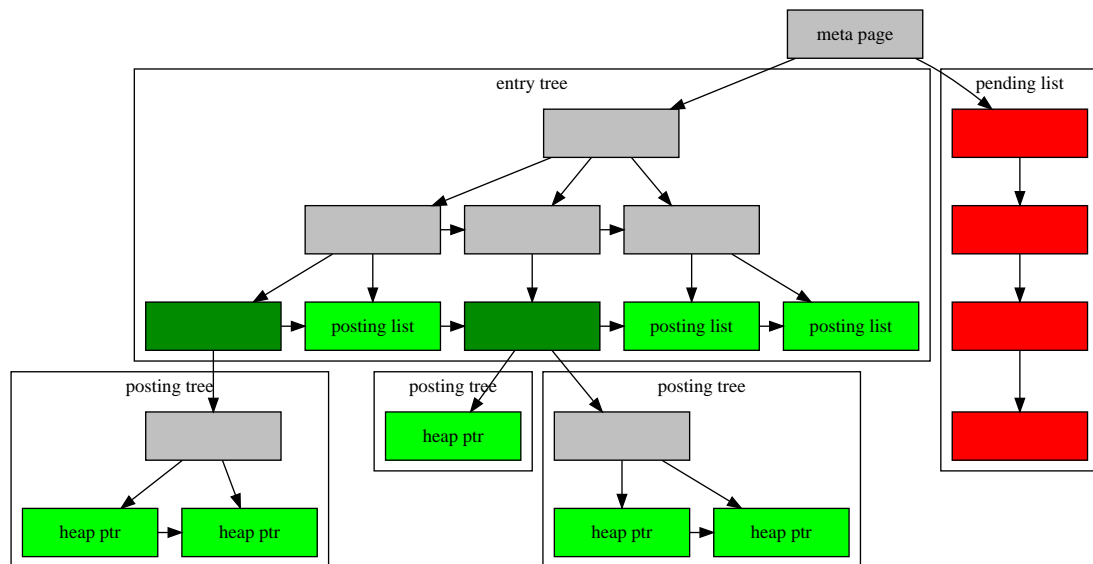 meta page
entry tree
pending list
posting list
posting list
posting list
posting tree
posting tree
posting tree
heap ptr
heap ptr
heap ptr
heap ptr
heap ptr